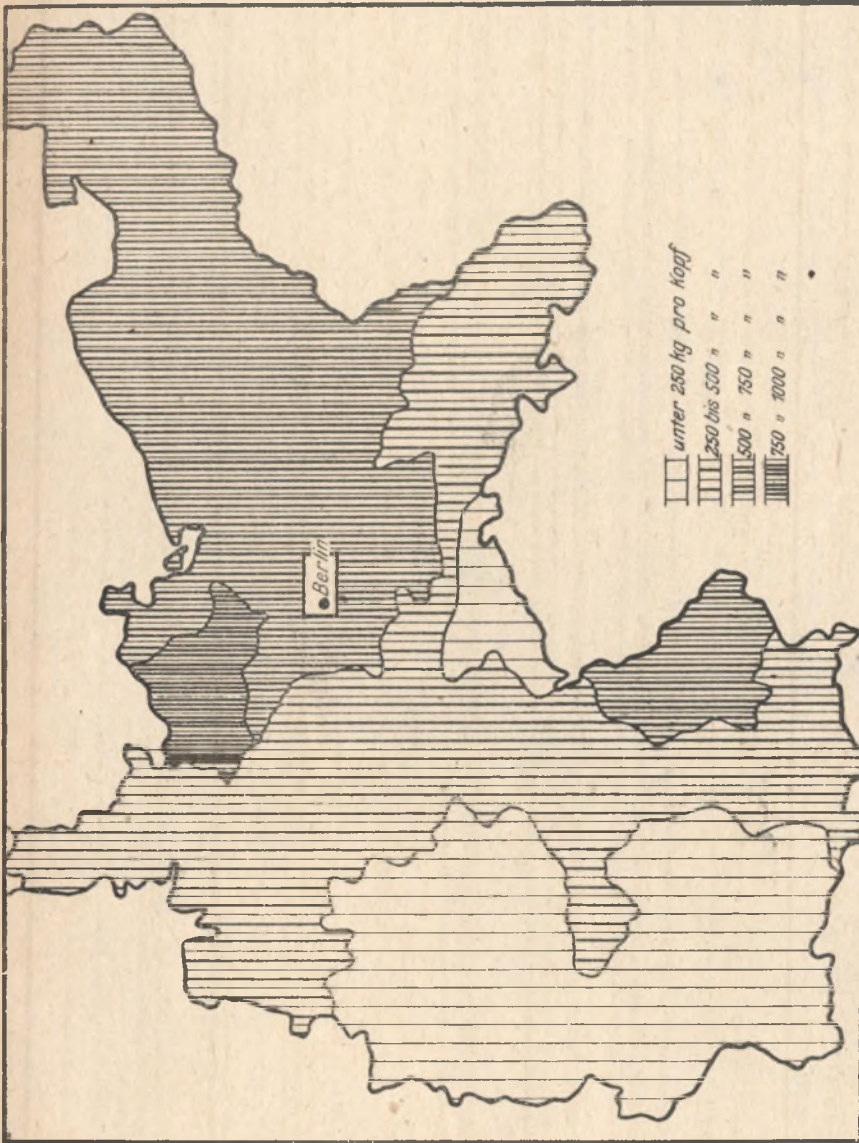 Berlin
unter 250 kg pro Kopf
250 bis 500 " " "
500 " 750 " " "
750 " 1000 " " "